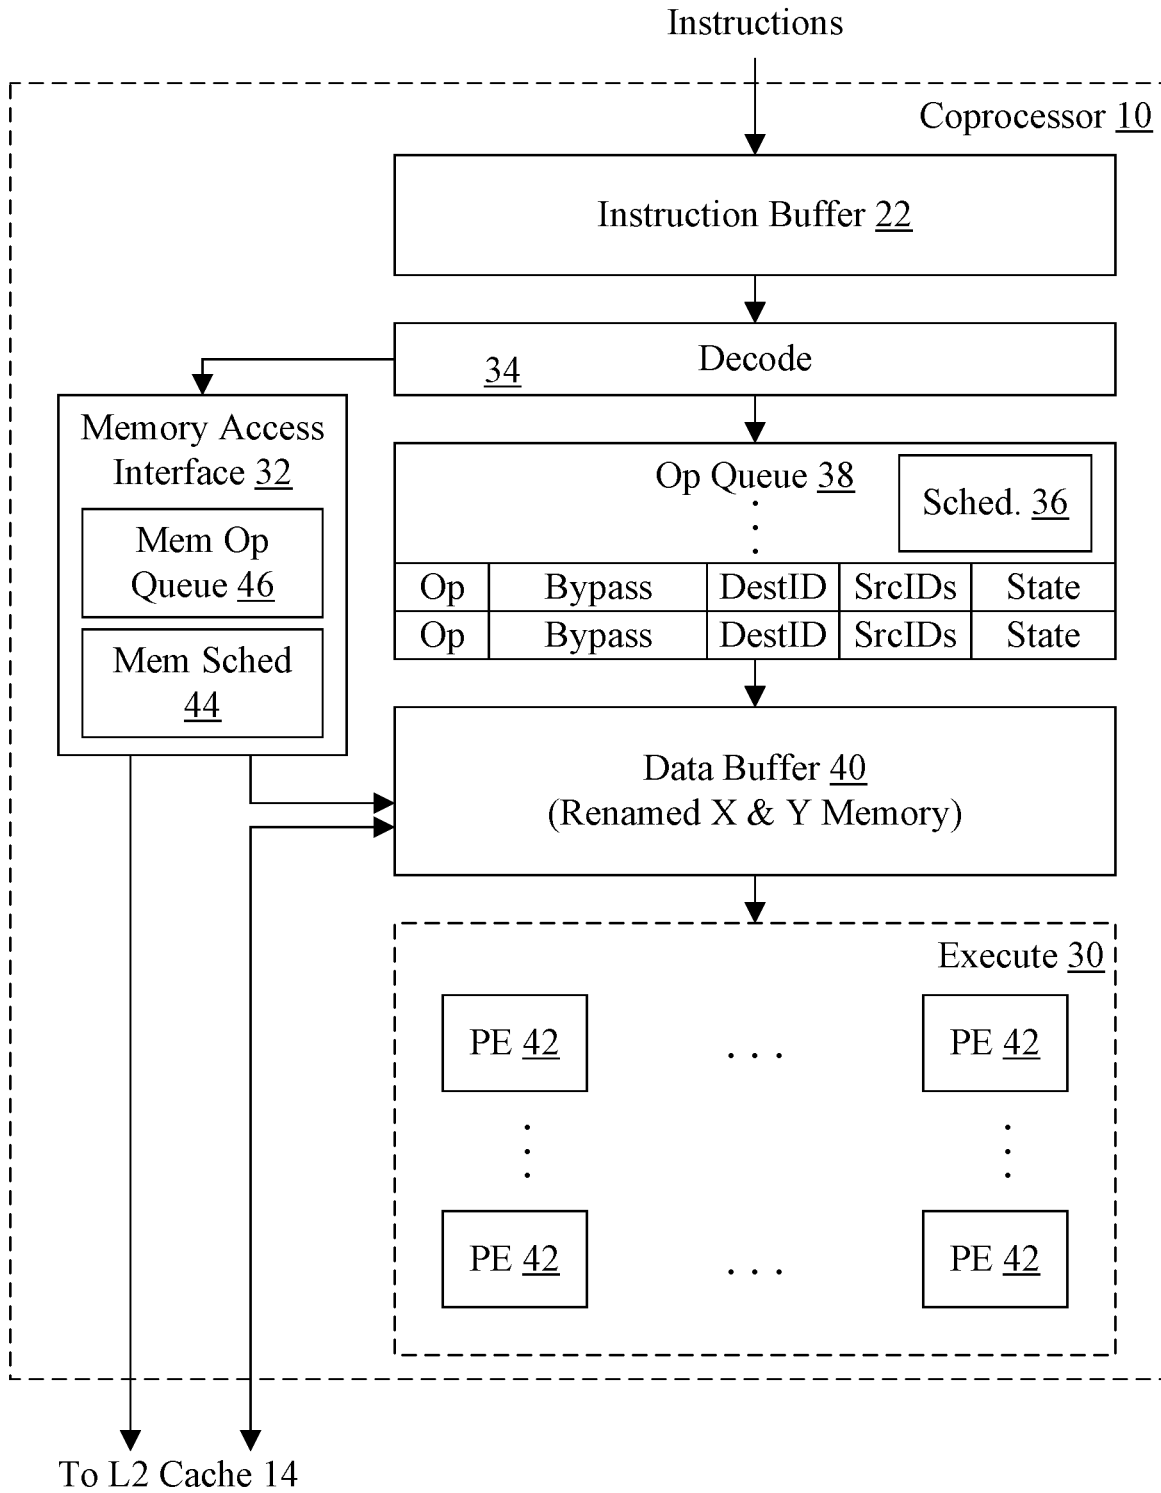 Instructions
Coprocessor 10
Instruction Buffer 22
Decode
34
Memory Access
Interface 32
Mem Op
Queue 46
Mem Sched
44
Op Queue 38
Sched. 36
Op Bypass DestID SrcIDs State
Op Bypass DestID SrcIDs State
Data Buffer 40
(Renamed X & Y Memory)
Execute 30
PE 42 . . . PE 42
PE 42 . . . PE 42
To L2 Cache 14